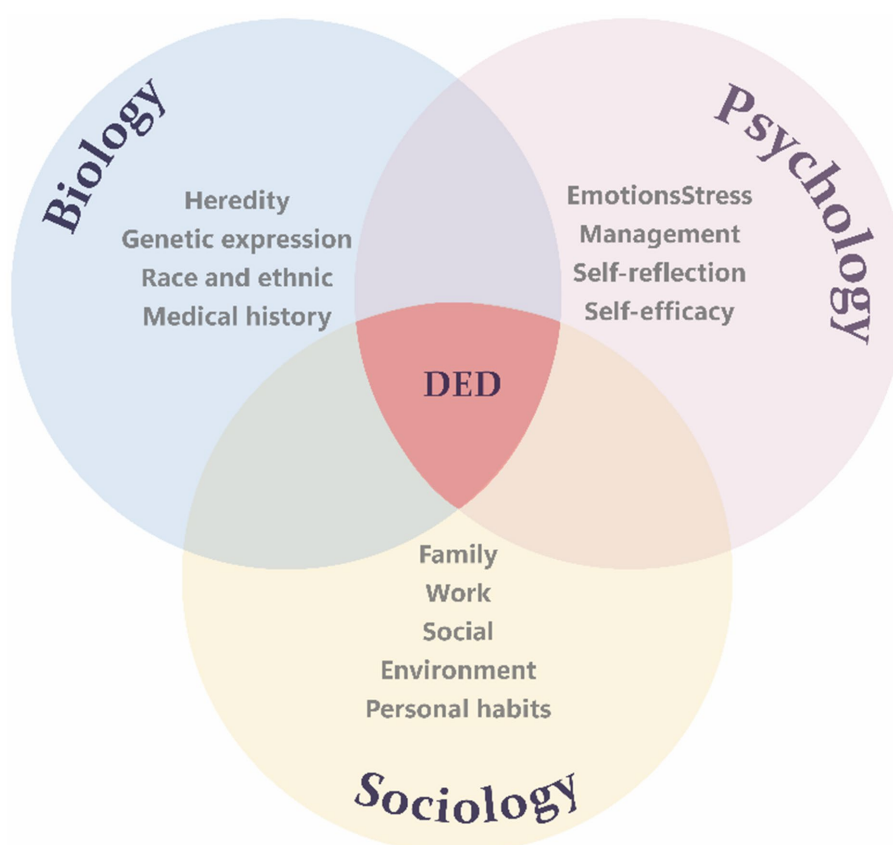 Biology
Heredity
Genetic expression
Race and ethnic
Medical history
Psychology
EmotionsStress
Management
Self-reflection
Self-efficacy
DED
Family
Work
Social
Environment
Personal habits
Sociology